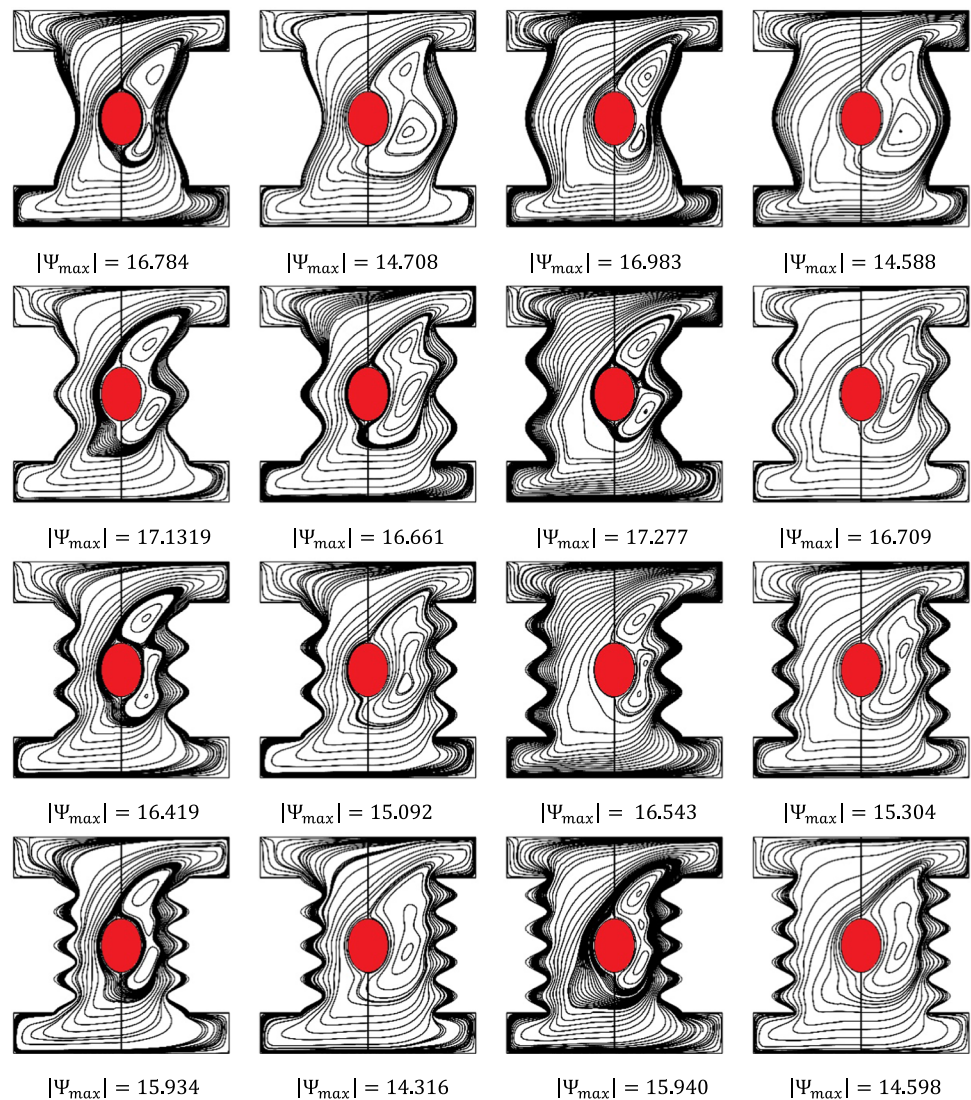 |Ψmax| = 16.784 |Ψmax| = 14.708 |Ψmax| = 16.983 |Ψmax| = 14.588
|Ψmax| = 17.1319 |Ψmax| = 16.661 |Ψmax| = 17.277 |Ψmax| = 16.709
|Ψmax| = 16.419 |Ψmax| = 15.092 |Ψmax| = 16.543 |Ψmax| = 15.304
|Ψmax| = 15.934 |Ψmax| = 14.316 |Ψmax| = 15.940 |Ψmax| = 14.598